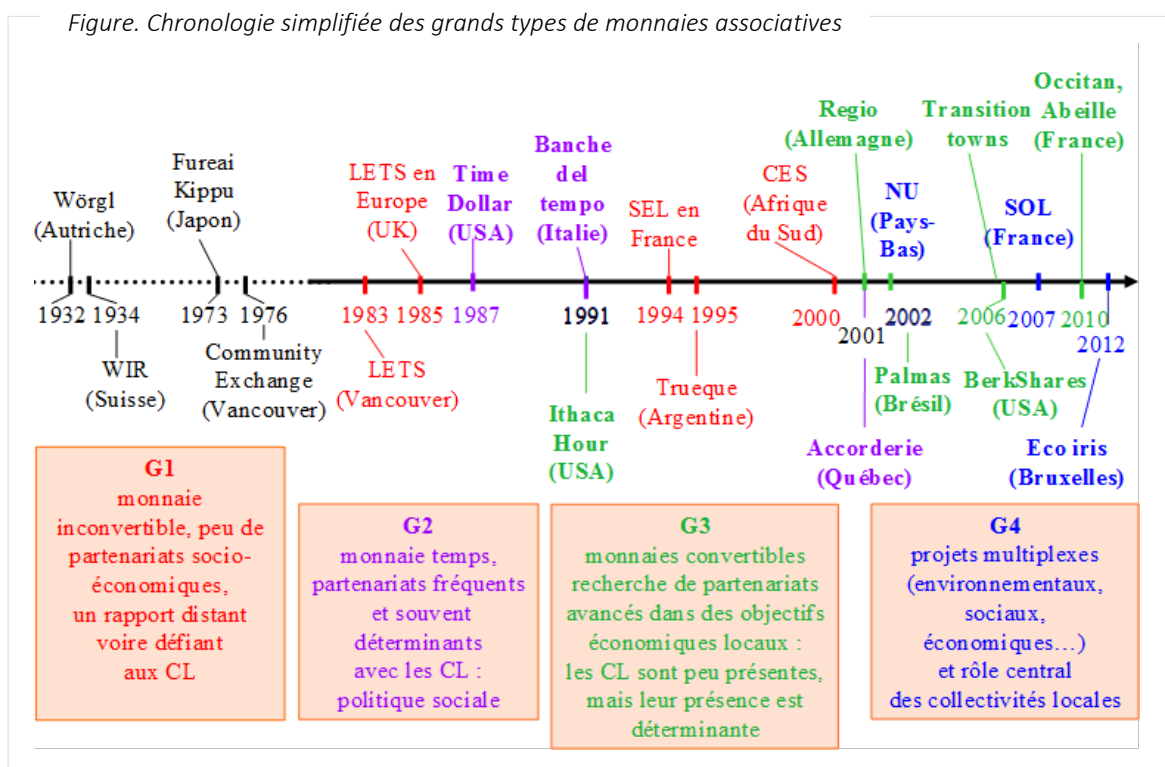 Figure. Chronologie simplifiée des grands types de monnaies associatives
Wörgl
(Autriche)
Fureai
Kippu
(Japon)
LETS en
Europe
(UK)
Time
Dollar
(USA)
Banche
del
tempo
(Italie)
SEL en
France
CES
(Afrique
du Sud)
Regio
(Allemagne)
NU
(Pays-
Bas)
Transition
towns
SOL
(France)
Occitan,
Abeille
(France)
1932
1934
1973
1976
1983
1985
1987
1991
1994
1995
2000
2001
2002
2006
2007
2010
2012
WIR
(Suisse)
Community
Exchange
(Vancouver)
LETS
(Vancouver)
Ithaca
Hour
(USA)
Trueque
(Argentine)
Accorderie
(Québec)
Palmas
(Brésil)
BerkShares
(USA)
Eco iris
(Bruxelles)
G1
monnaie
inconvertible, peu de
partenariats socio-
économiques,
un rapport distant
voire défiant
aux CL
G2
monnaie temps,
partenariats fréquents
et souvent
déterminants
avec les CL :
politique sociale
G3
monnaies convertibles
recherche de partenariats
avancés dans des objectifs
économiques locaux :
les CL sont peu présentes,
mais leur présence est
déterminante
G4
projets multiplexes
(environnementaux,
sociaux,
économiques…)
et rôle central
des collectivités locales